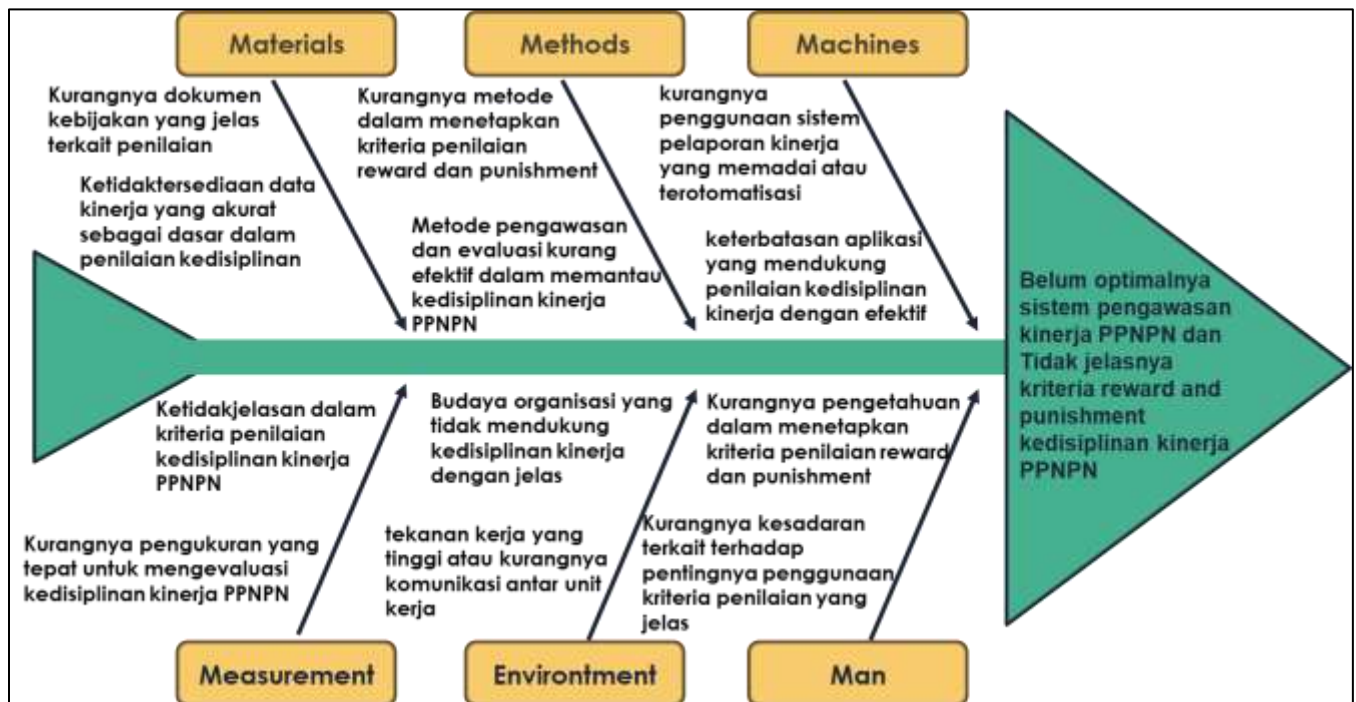 Materials
Methods
Machines
Kurangnya dokumen
kebijakan yang jelas
terkait penilaian
Ketidaktersediaan data
kinerja yang akurat
sebagai dasar dalam
penilaian kedisiplinan
Kurangnya metode
dalam menetapkan
kriteria penilaian
reward dan punishment
Metode pengawasan
dan evaluasi kurang
efektif dalam memantau
kedisiplinan kinerja
PPNPN
kurangnya
penggunaan sistem
pelaporan kinerja
yang memadai atau
terotomatisasi
keterbatasan aplikasi
yang mendukung
penilaian kedisiplinan
kinerja dengan efektif
Belum optimalnya
sistem pengawasan
kinerja PPNPN dan
Tidak jelasnya
kriteria reward and
punishment
kedisiplinan kinerja
PPNPN
Ketidakjelasan dalam
kriteria penilaian
kedisiplinan kinerja
PPNPN
Kurangnya pengukuran yang
tepat untuk mengevaluasi
kedisiplinan kinerja PPNPN
Budaya organisasi yang
tidak mendukung
kedisiplinan kinerja
dengan jelas
tekanan kerja yang
tinggi atau kurangnya
komunikasi antar unit
kerja
Kurangnya pengetahuan
dalam menetapkan
kriteria penilaian reward
dan punishment
Kurangnya kesadaran
terkait terhadap
pentingnya penggunaan
kriteria penilaian yang
jelas
Measurement
Environtment
Man